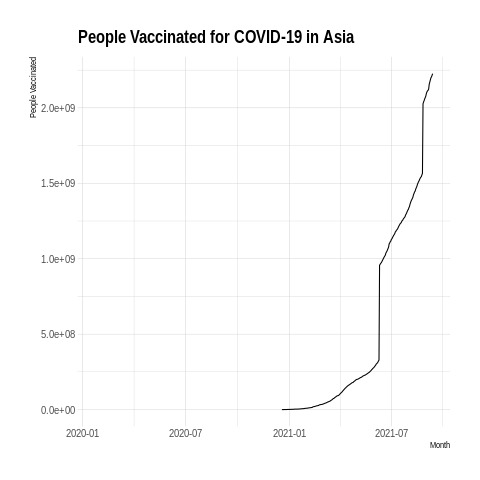 People Vaccinated for COVID-19 in Asia
People Vaccinated
2.0e+09
1.5e+09
1.0e+09
5.0e+08
0.0e+00
2020-01 2020-07 2021-01 2021-07
Month